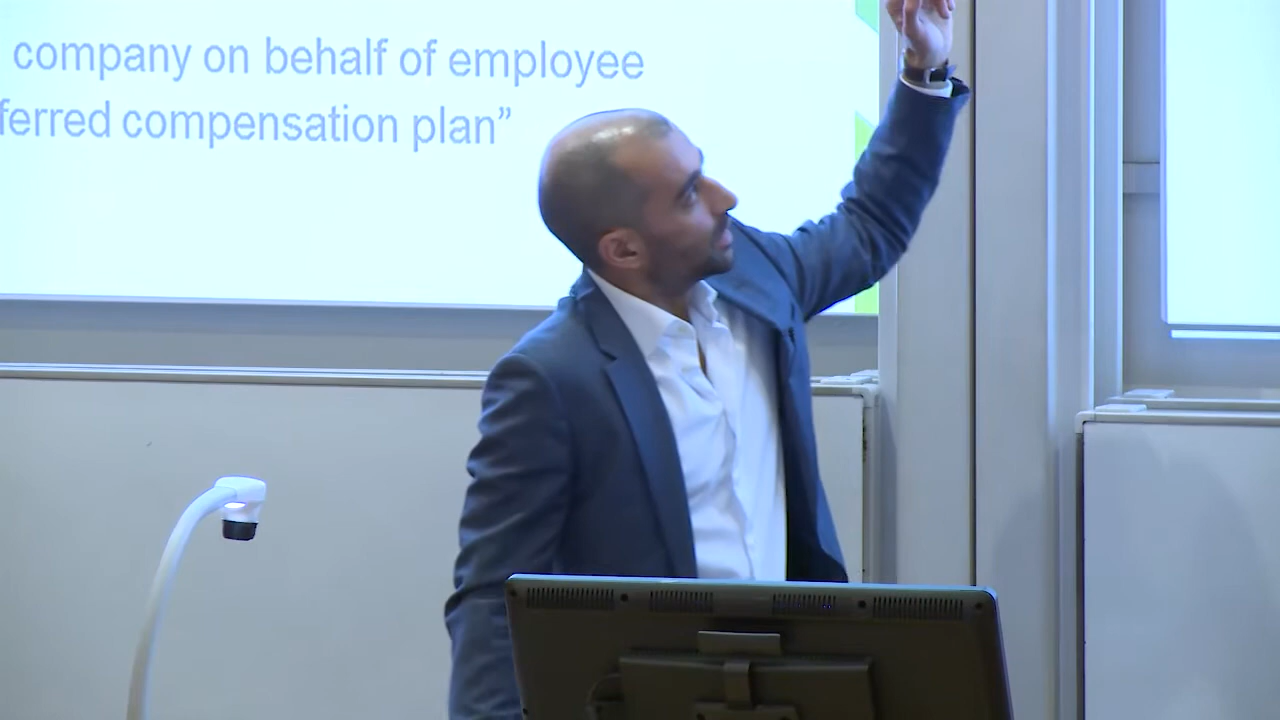 company on behalf of employee
ferred compensation plan”